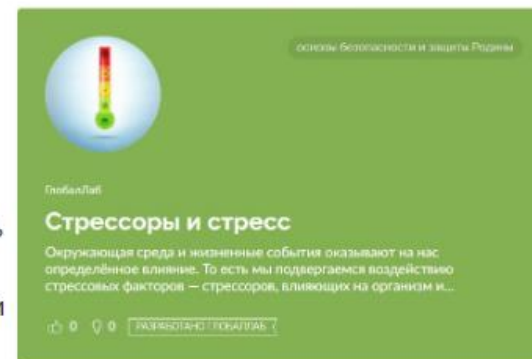 основы безопасности и защиты Родины
ГлобалЛаб
Стрессоры и стресс
Окружающая среда и жизненные события оказывают на нас
определённое влияние. То есть мы подвергаемся воздействию
стрессовых факторов — стрессоров, влияющих на организм и...
0 0 РАЗРАБОТАНО ГЛОБАЛЛАБ